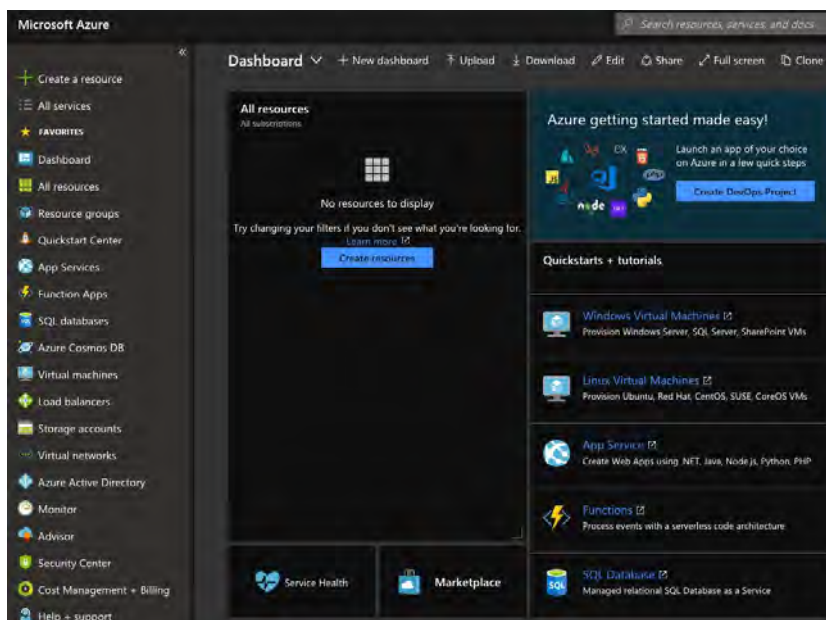 Microsoft Azure
Search resources, services, and docs
«
Create a resource
All services
FAVORITES
Dashboard
All resources
Resource groups
Quickstart Center
App Services
Function Apps
SQL databases
Azure Cosmos DB
Virtual machines
Load balancers
Storage accounts
Virtual networks
Azure Active Directory
Monitor
Advisor
Security Center
Cost Management + Billing
Help + support
Dashboard
+ New dashboard
Upload
Download
Edit
Share
Full screen
Clone
All resources
All subscriptions
No resources to display
Try changing your filters if you don't see what you're looking for.
Learn more
Create resources
Service Health
Marketplace
Azure getting started made easy!
Launch an app of your choice
on Azure in a few quick steps
Create DevOps Project
JS
php
node
Quickstarts + tutorials
Windows Virtual Machines
Provision Windows Server, SQL Server, SharePoint VMs
Linux Virtual Machines
Provision Ubuntu, Red Hat, CentOS, SUSE, CoreOS VMs
App Service
Create Web Apps using .NET, Java, Node.js, Python, PHP
Functions
Process events with a serverless code architecture
SQL
SQL Database
Managed relational SQL Database as a Service